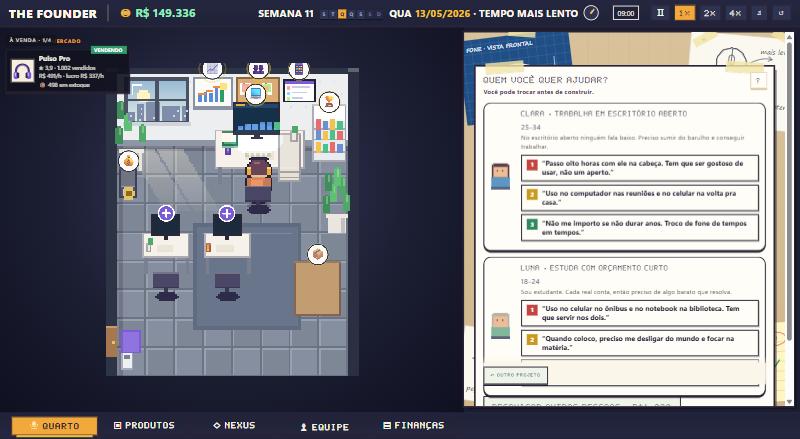 THE FOUNDER
R$ 149.336
SEMANA 11
S T Q Q S S D
QUA 13/05/2026 · TEMPO MAIS LENTO
09:00
II
1×
2×
4×
À VENDA · 1/4
MERCADO
VENDENDO
Pulso Pro
3,9 · 1.002 vendidos
R$ 491/h · lucro R$ 337/h
498 em estoque
FONE · VISTA FRONTAL
mais le
QUEM VOCÊ QUER AJUDAR?
?
Você pode trocar antes de construir.
CLARA · TRABALHA EM ESCRITÓRIO ABERTO
25-34
No escritório aberto ninguém fala baixo. Preciso sumir do barulho e conseguir
trabalhar.
1 "Passo oito horas com ele na cabeça. Tem que ser gostoso de
usar, não um aperto."
2 "Uso no computador nas reuniões e no celular na volta pra
casa."
3 "Não me importo se não durar anos. Troco de fone de tempos
em tempos."
LUNA · ESTUDA COM ORÇAMENTO CURTO
18-24
Sou estudante. Cada real conta, então preciso de algo barato que resolva.
1 "Uso no celular no ônibus e no notebook na biblioteca. Tem
que servir nos dois."
2 "Quando coloco, preciso me desligar do mundo e focar na
matéria."
← OUTRO PROJETO
QUARTO
PRODUTOS
NEXUS
EQUIPE
FINANÇAS